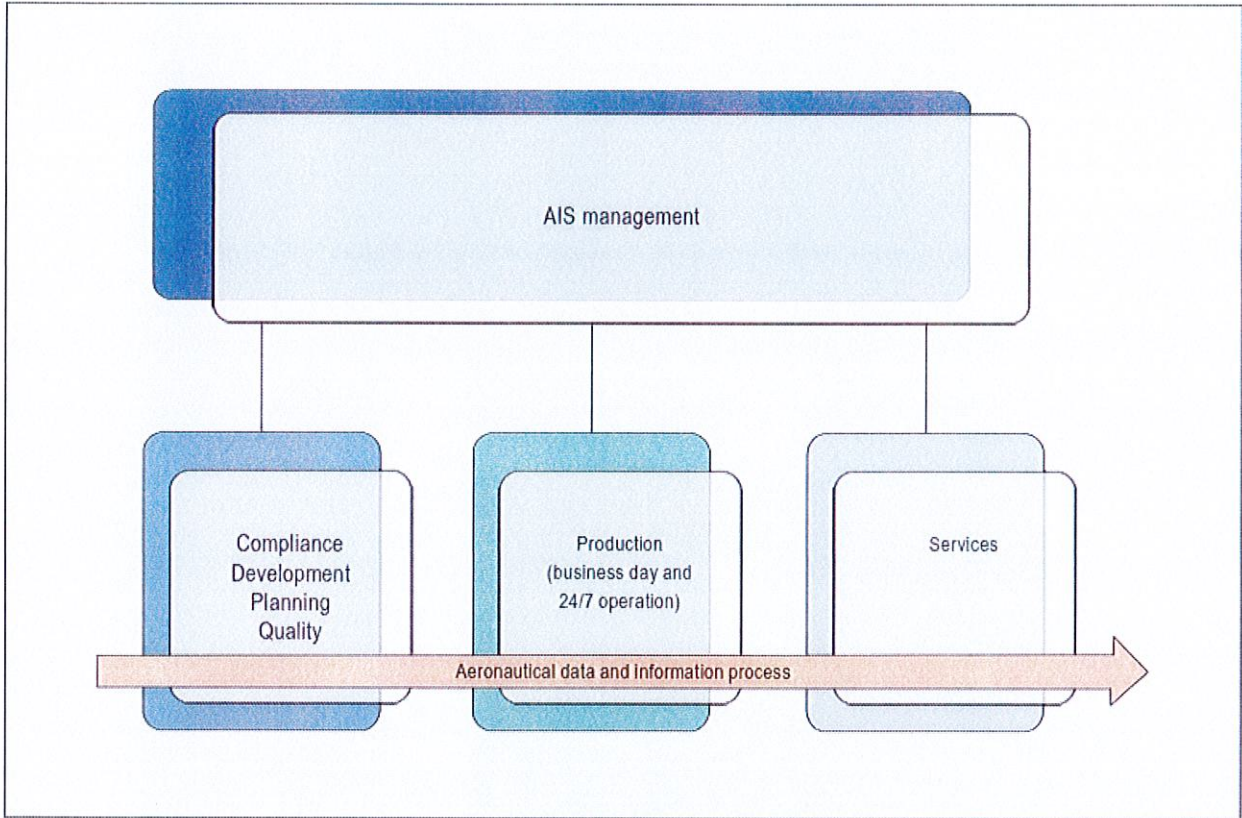 AIS management
Compliance
Development
Planning
Quality
Production
(business day and
24/7 operation)
Services
Aeronautical data and information process